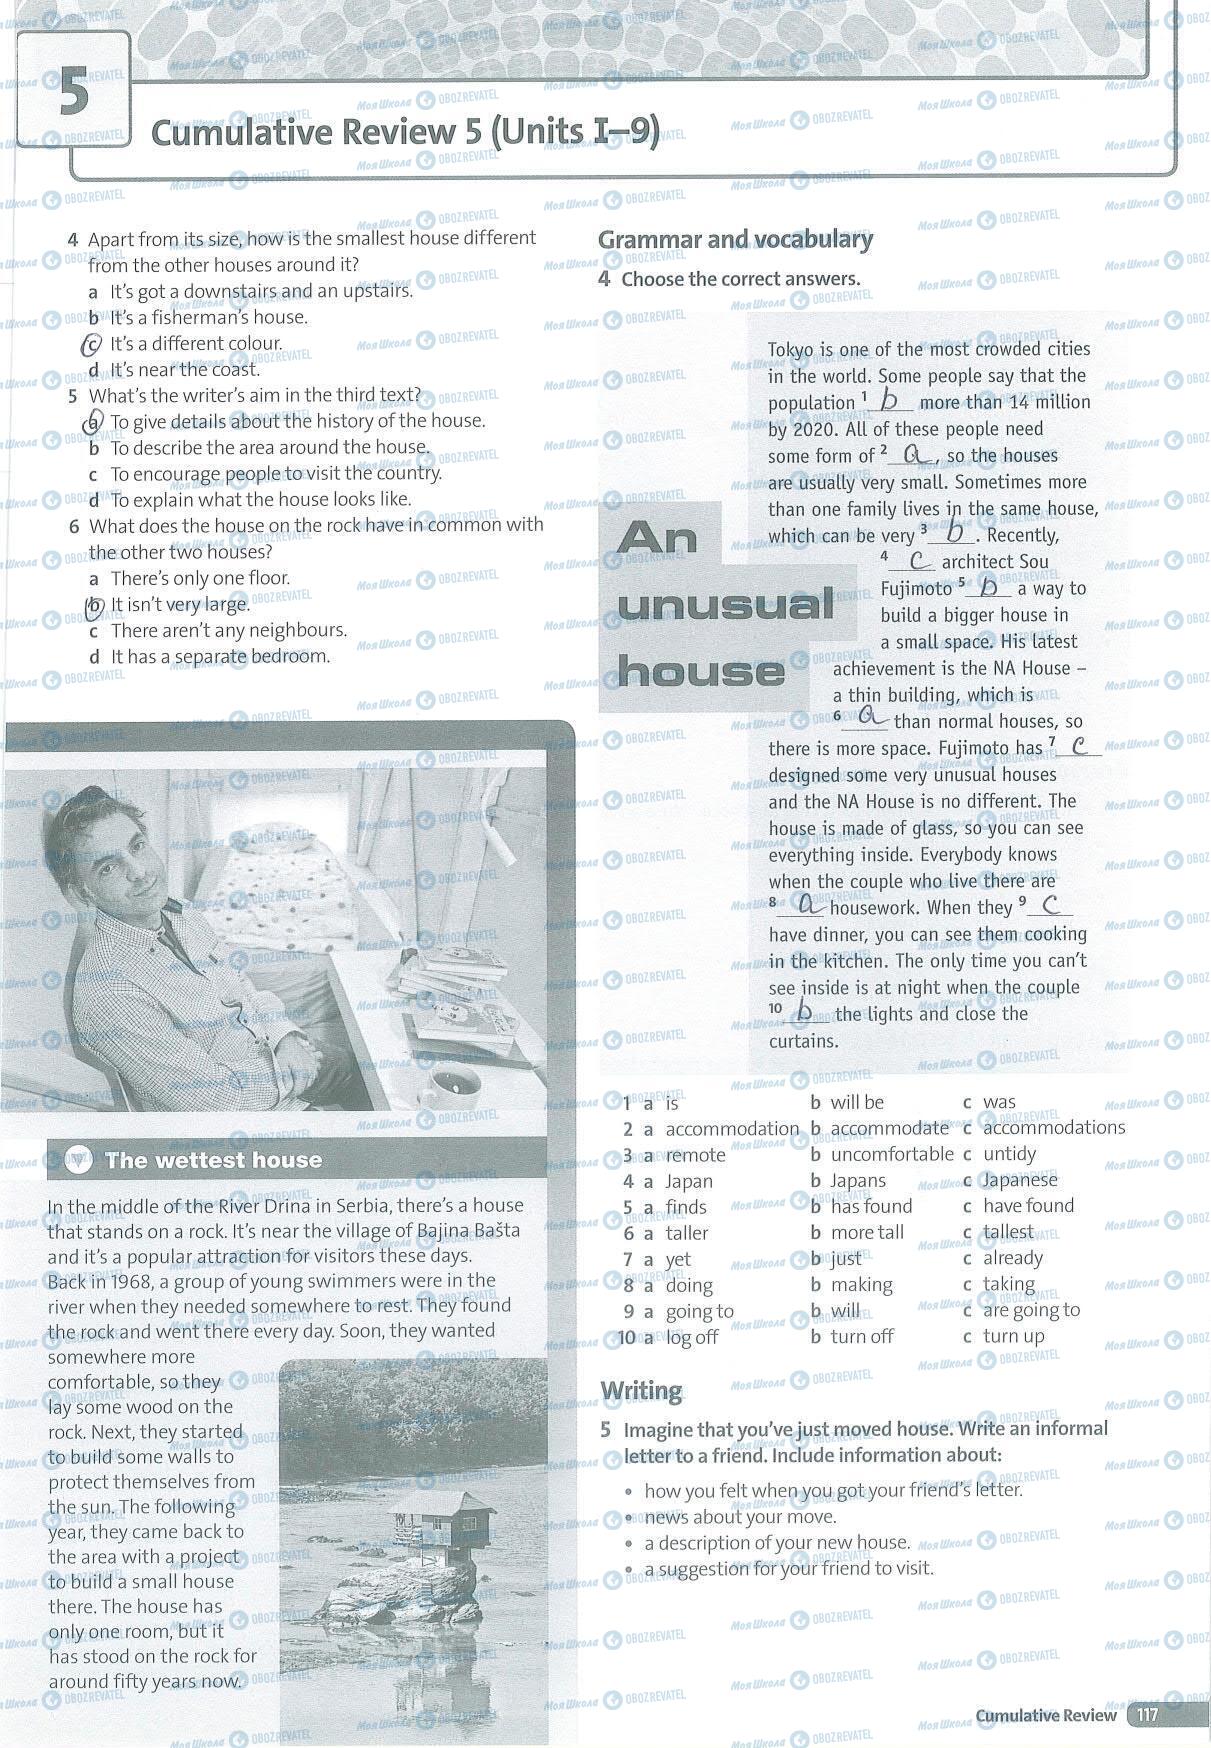 5
Cumulative Review 5 (Units I–9)
4 Apart from its size, how is the smallest house different
from the other houses around it?
a It's got a downstairs and an upstairs.
b It's a fisherman's house.
c It's a different colour.
d It's near the coast.
5 What's the writer's aim in the third text?
a To give details about the history of the house.
b To describe the area around the house.
c To encourage people to visit the country.
d To explain what the house looks like.
6 What does the house on the rock have in common with
the other two houses?
a There's only one floor.
b It isn't very large.
c There aren't any neighbours.
d It has a separate bedroom.
The wettest house
In the middle of the River Drina in Serbia, there's a house
that stands on a rock. It's near the village of Bajina Bašta
and it's a popular attraction for visitors these days.
Back in 1968, a group of young swimmers were in the
river when they needed somewhere to rest. They found
the rock and went there every day. Soon, they wanted
somewhere more
comfortable, so they
lay some wood on the
rock. Next, they started
to build some walls to
protect themselves from
the sun. The following
year, they came back to
the area with a project
to build a small house
there. The house has
only one room, but it
has stood on the rock for
around fifty years now.
Grammar and vocabulary
4 Choose the correct answers.
An
unusual
house
Tokyo is one of the most crowded cities
in the world. Some people say that the
population 1 b more than 14 million
by 2020. All of these people need
some form of 2 a, so the houses
are usually very small. Sometimes more
than one family lives in the same house,
which can be very 3 b. Recently,
4 c architect Sou
Fujimoto 5 b a way to
build a bigger house in
a small space. His latest
achievement is the NA House –
a thin building, which is
6 a than normal houses, so
there is more space. Fujimoto has 7 c
designed some very unusual houses
and the NA House is no different. The
house is made of glass, so you can see
everything inside. Everybody knows
when the couple who live there are
8 a housework. When they 9 c
have dinner, you can see them cooking
in the kitchen. The only time you can't
see inside is at night when the couple
10 b the lights and close the
curtains.
1 a is b will be c was
2 a accommodation b accommodate c accommodations
3 a remote b uncomfortable c untidy
4 a Japan b Japans c Japanese
5 a finds b has found c have found
6 a taller b more tall c tallest
7 a yet b just c already
8 a doing b making c taking
9 a going to b will c are going to
10 a log off b turn off c turn up
Writing
5 Imagine that you've just moved house. Write an informal
letter to a friend. Include information about:
• how you felt when you got your friend's letter.
• news about your move.
• a description of your new house.
• a suggestion for your friend to visit.
Cumulative Review 117
Моя Школа OBOZREVATEL